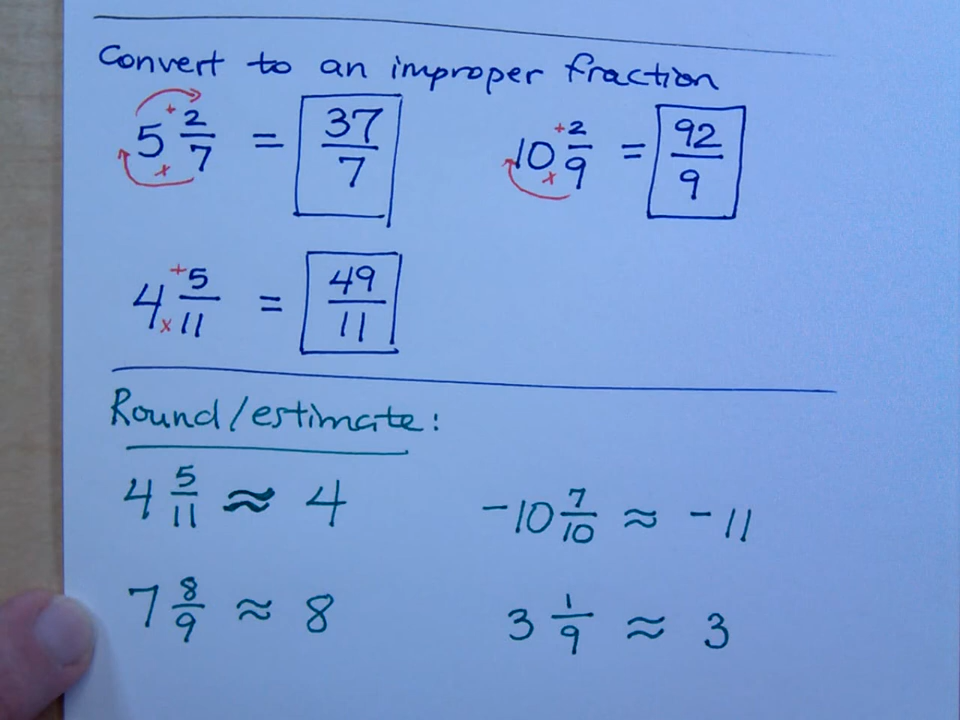 Convert to an improper fraction
5 2/7 = 37/7
10 2/9 = 92/9
4 5/11 = 49/11
Round/estimate:
4 5/11 ≈ 4
-10 7/10 ≈ -11
7 8/9 ≈ 8
3 1/9 ≈ 3